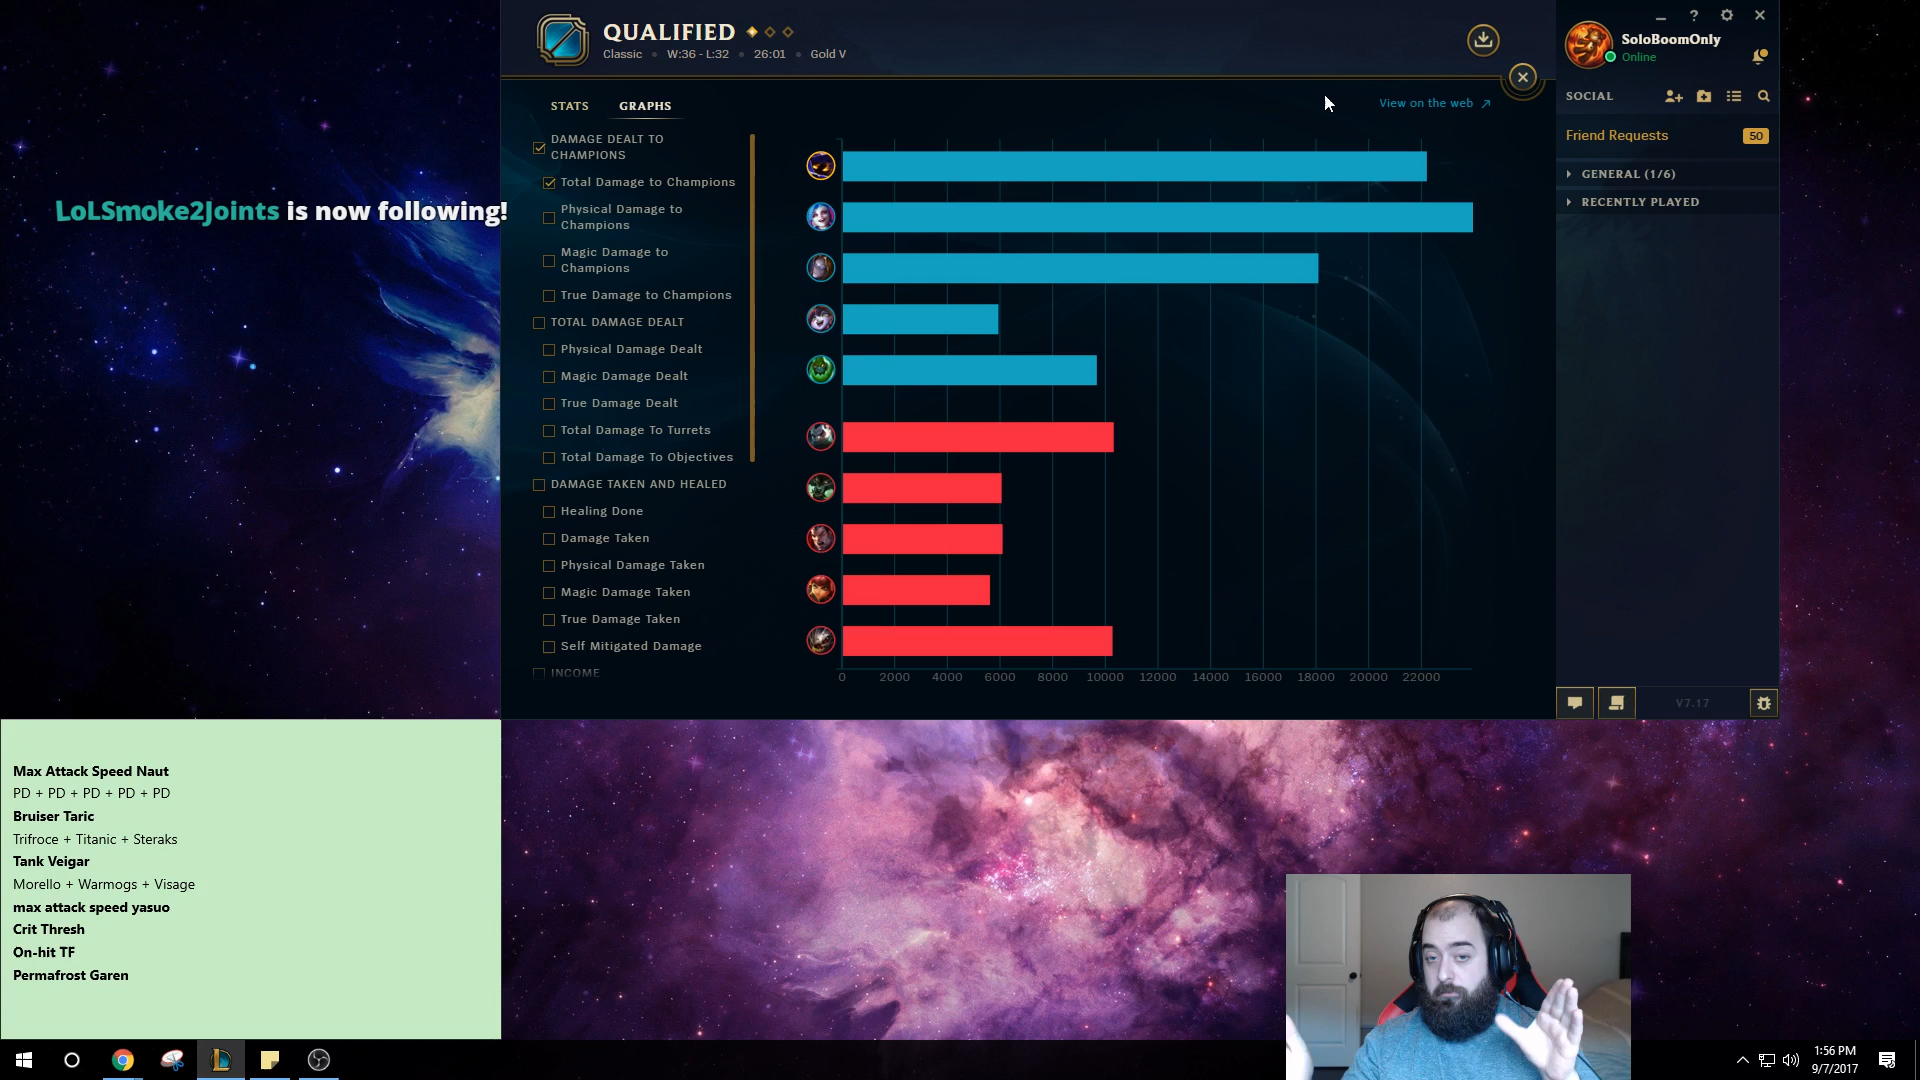 QUALIFIED
Classic • W:36 - L:32 • 26:01 • Gold V
STATS GRAPHS
View on the web
DAMAGE DEALT TO
CHAMPIONS
Total Damage to Champions
Physical Damage to
Champions
Magic Damage to
Champions
True Damage to Champions
TOTAL DAMAGE DEALT
Physical Damage Dealt
Magic Damage Dealt
True Damage Dealt
Total Damage To Turrets
Total Damage To Objectives
DAMAGE TAKEN AND HEALED
Healing Done
Damage Taken
Physical Damage Taken
Magic Damage Taken
True Damage Taken
Self Mitigated Damage
INCOME
0 2000 4000 6000 8000 10000 12000 14000 16000 18000 20000 22000
SoloBoomOnly
Online
SOCIAL
Friend Requests 50
GENERAL (1/6)
RECENTLY PLAYED
V7.17
LoLSmoke2Joints is now following!
Max Attack Speed Naut
PD + PD + PD + PD + PD
Bruiser Taric
Trifroce + Titanic + Steraks
Tank Veigar
Morello + Warmogs + Visage
max attack speed yasuo
Crit Thresh
On-hit TF
Permafrost Garen
1:56 PM
9/7/2017